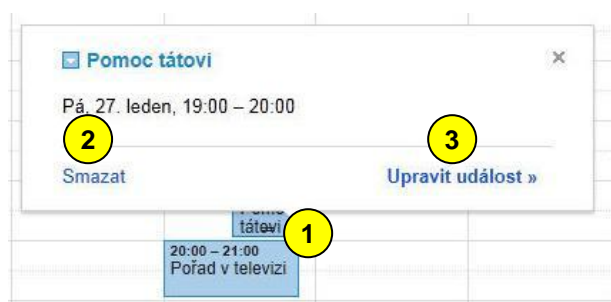 Pomoc tátovi
×
Pá, 27. leden, 19:00 – 20:00
2
3
Smazat
Upravit událost »
Pomo
tátovi
1
20:00 – 21:00
Pořad v televizi